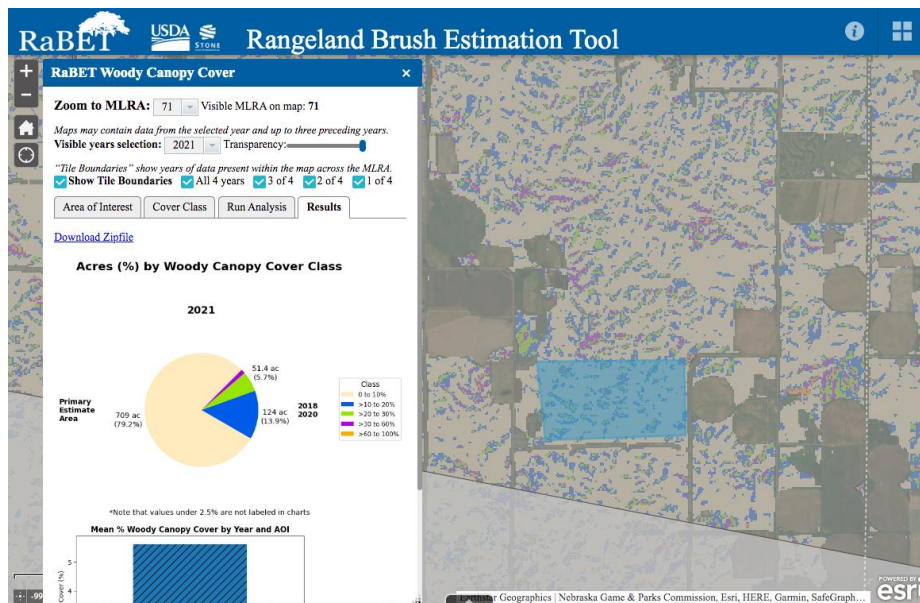 RaBET
USDA
STONE
Rangeland Brush Estimation Tool
RaBET Woody Canopy Cover
×
+
−
Zoom to MLRA: 71 Visible MLRA on map: 71
Maps may contain data from the selected year and up to three preceding years.
Visible years selection: 2021 Transparency:
"Tile Boundaries" show years of data present within the map across the MLRA.
Show Tile Boundaries All 4 years 3 of 4 2 of 4 1 of 4
Area of Interest Cover Class Run Analysis Results
Download Zipfile
Acres (%) by Woody Canopy Cover Class
2021
51.4 ac
(5.7%)
Primary
Estimate
Area
709 ac
(79.2%)
124 ac
(13.9%)
2018
2020
Class
0 to 10%
>10 to 20%
>20 to 30%
>30 to 60%
>60 to 100%
*Note that values under 2.5% are not labeled in charts
Mean % Woody Canopy Cover by Year and AOI
5
4
Cover (%)
-99
Earthstar Geographics | Nebraska Game & Parks Commission, Esri, HERE, Garmin, SafeGraph…
POWERED BY
esri